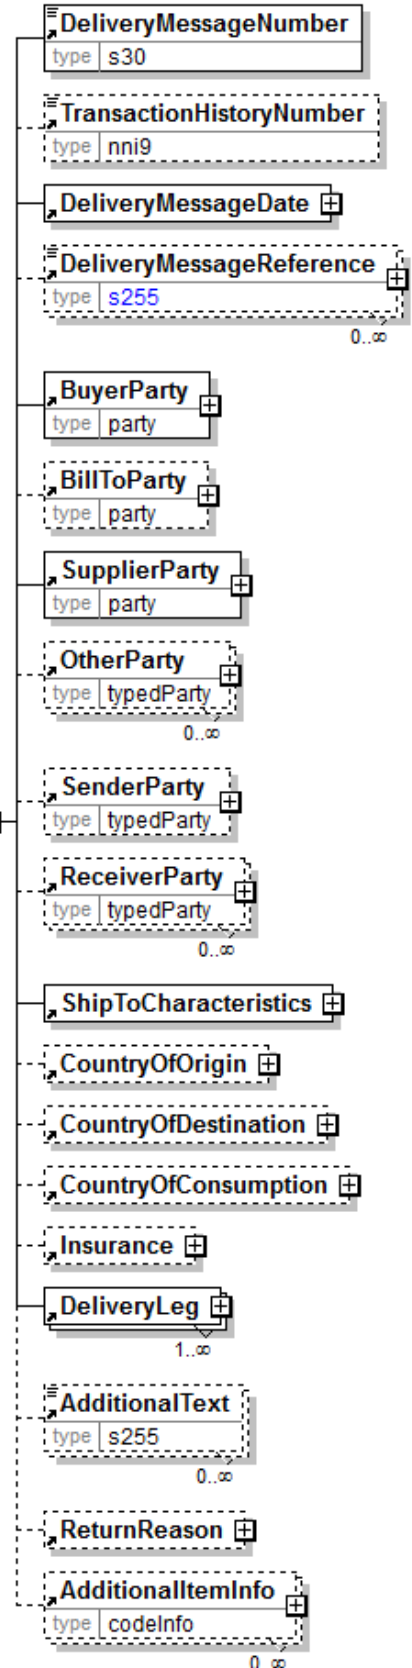 DeliveryMessageNumber
type s30
TransactionHistoryNumber
type nni9
DeliveryMessageDate
DeliveryMessageReference
type s255
0..∞
BuyerParty
type party
BillToParty
type party
SupplierParty
type party
OtherParty
type typedParty
0..∞
SenderParty
type typedParty
ReceiverParty
type typedParty
0..∞
ShipToCharacteristics
CountryOfOrigin
CountryOfDestination
CountryOfConsumption
Insurance
DeliveryLeg
1..∞
AdditionalText
type s255
0..∞
ReturnReason
AdditionalItemInfo
type codeInfo
0..∞